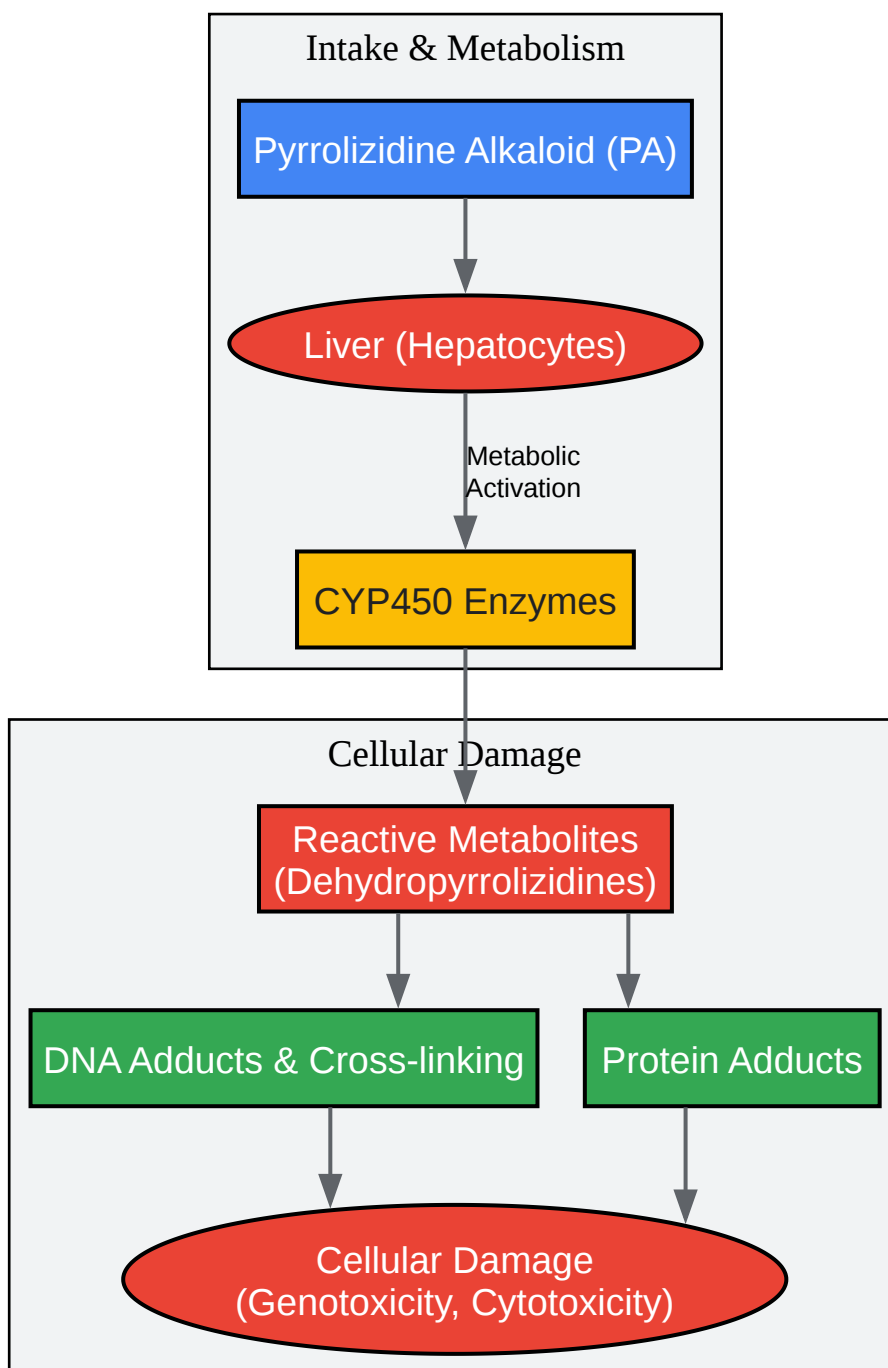 Intake & Metabolism
Pyrrolizidine Alkaloid (PA)
Liver (Hepatocytes)
Metabolic
Activation
CYP450 Enzymes
Cellular Damage
Reactive Metabolites
(Dehydropyrrolizidines)
DNA Adducts & Cross-linking
Protein Adducts
Cellular Damage
(Genotoxicity, Cytotoxicity)